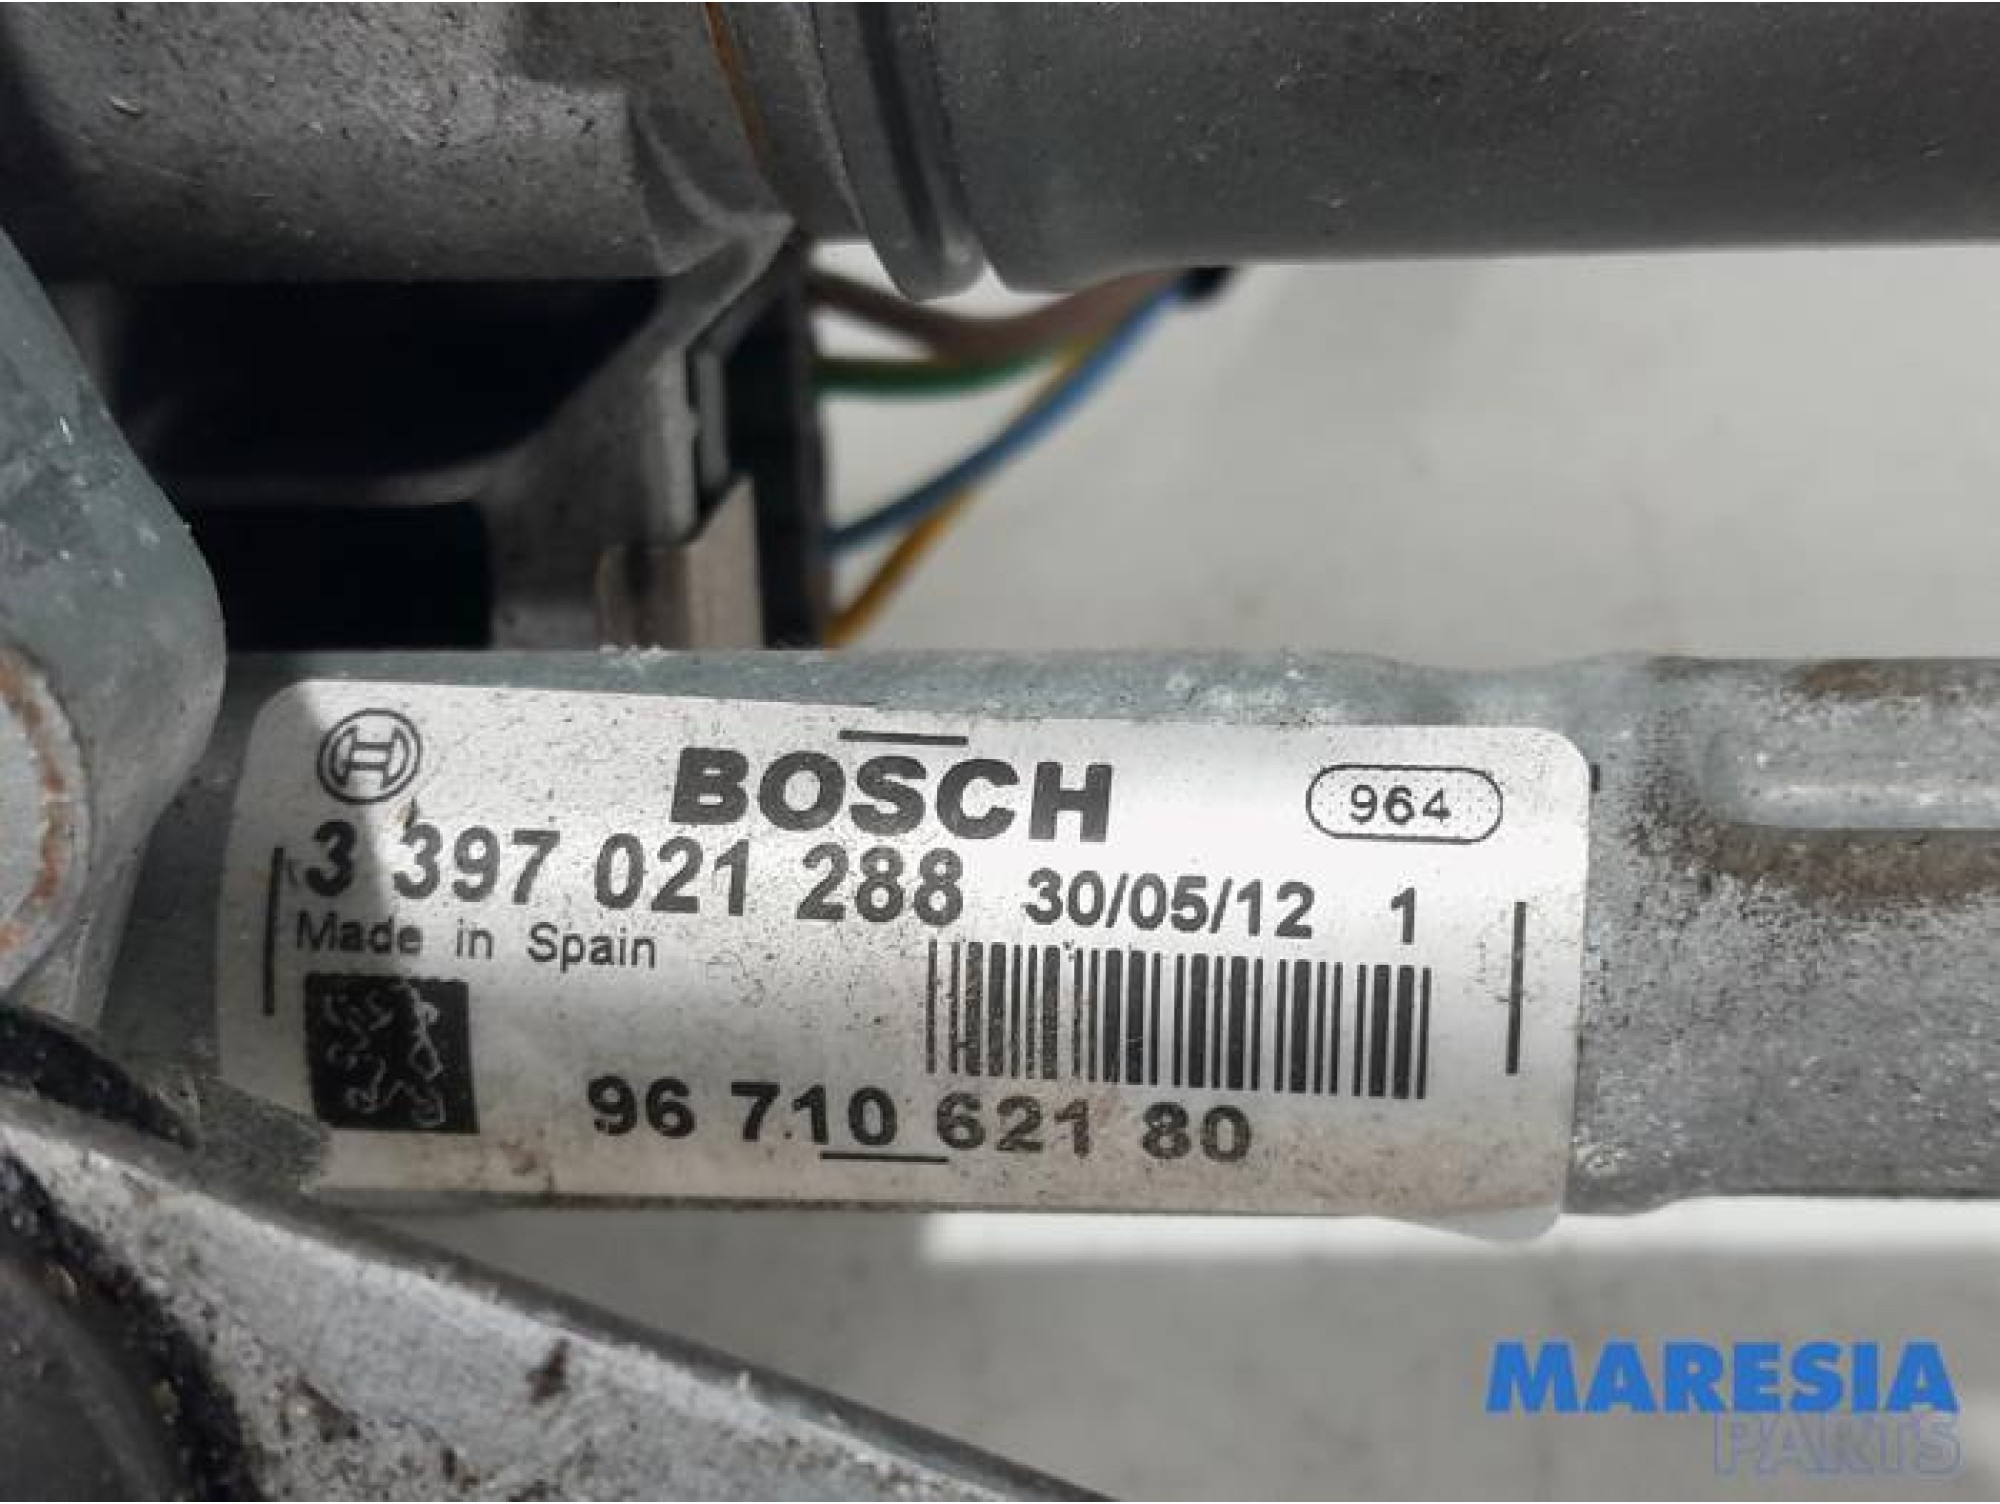 BOSCH
964
3 397 021 288 30/05/12 1
Made in Spain
96 710 621 80
MARESIA
PARTS